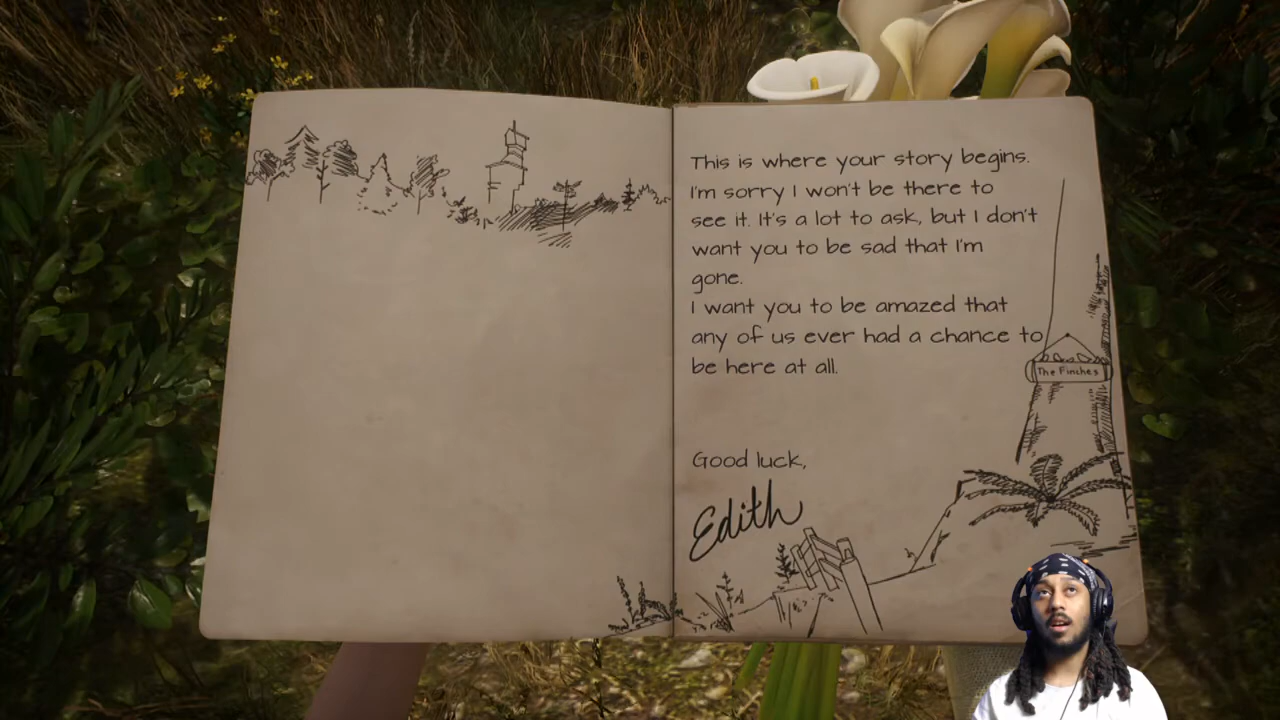 This is where your story begins.
I'm sorry I won't be there to
see it. It's a lot to ask, but I don't
want you to be sad that I'm
gone.
I want you to be amazed that
any of us ever had a chance to
be here at all.
The Finches
Good luck,
Edith